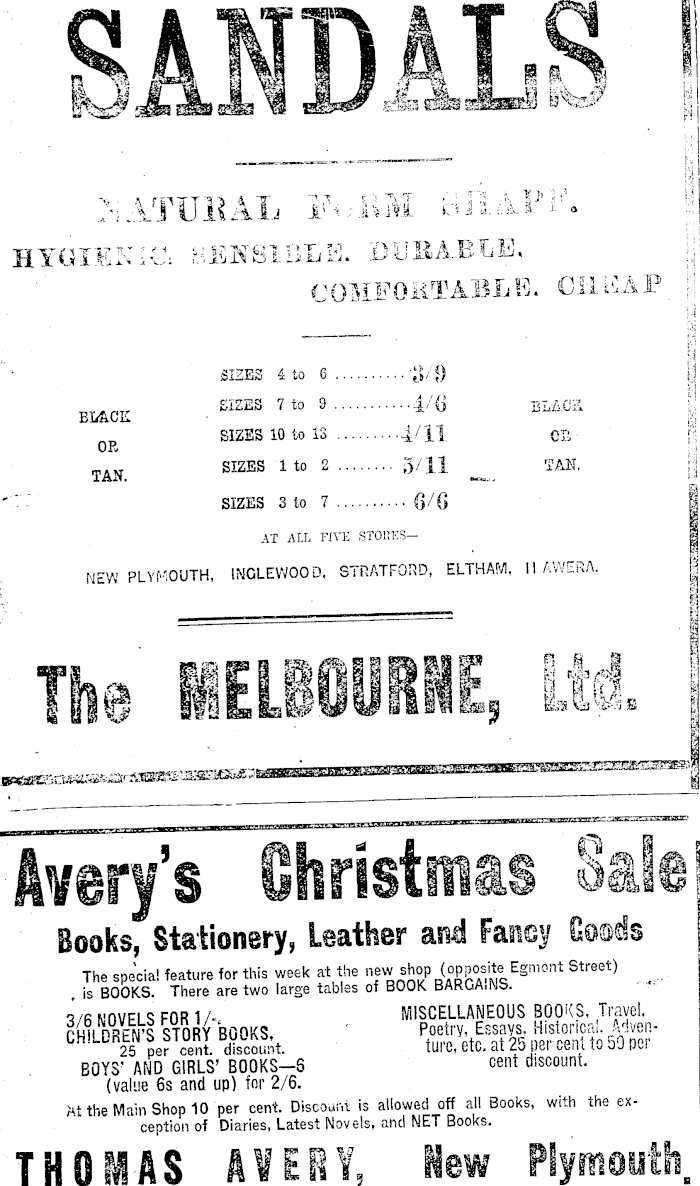 SANDALS
NATURAL FORM SHAPE.
HYGIENIC. SENSIBLE. DURABLE.
COMFORTABLE. CHEAP
BLACK
OR
TAN.
SIZES 4 to 6 .......... 3/9
SIZES 7 to 9 ........... 4/6
SIZES 10 to 13 ......... 4/11
SIZES 1 to 2 ........ 5/11
SIZES 3 to 7 .......... 6/6
BLACK
OR
TAN.
AT ALL FIVE STORES—
NEW PLYMOUTH, INGLEWOOD, STRATFORD, ELTHAM, HAWERA.
The MELBOURNE, Ltd.
Avery's Christmas Sale
Books, Stationery, Leather and Fancy Goods
The special feature for this week at the new shop (opposite Egmont Street)
is BOOKS. There are two large tables of BOOK BARGAINS.
3/6 NOVELS FOR 1/-.
CHILDREN'S STORY BOOKS,
25 per cent. discount.
BOYS' AND GIRLS' BOOKS—6
(value 6s and up) for 2/6.
MISCELLANEOUS BOOKS, Travel,
Poetry, Essays, Historical, Adven-
ture, etc. at 25 per cent to 50 per
cent discount.
At the Main Shop 10 per cent. Discount is allowed off all Books, with the ex-
ception of Diaries, Latest Novels, and NET Books.
THOMAS AVERY, New Plymouth.